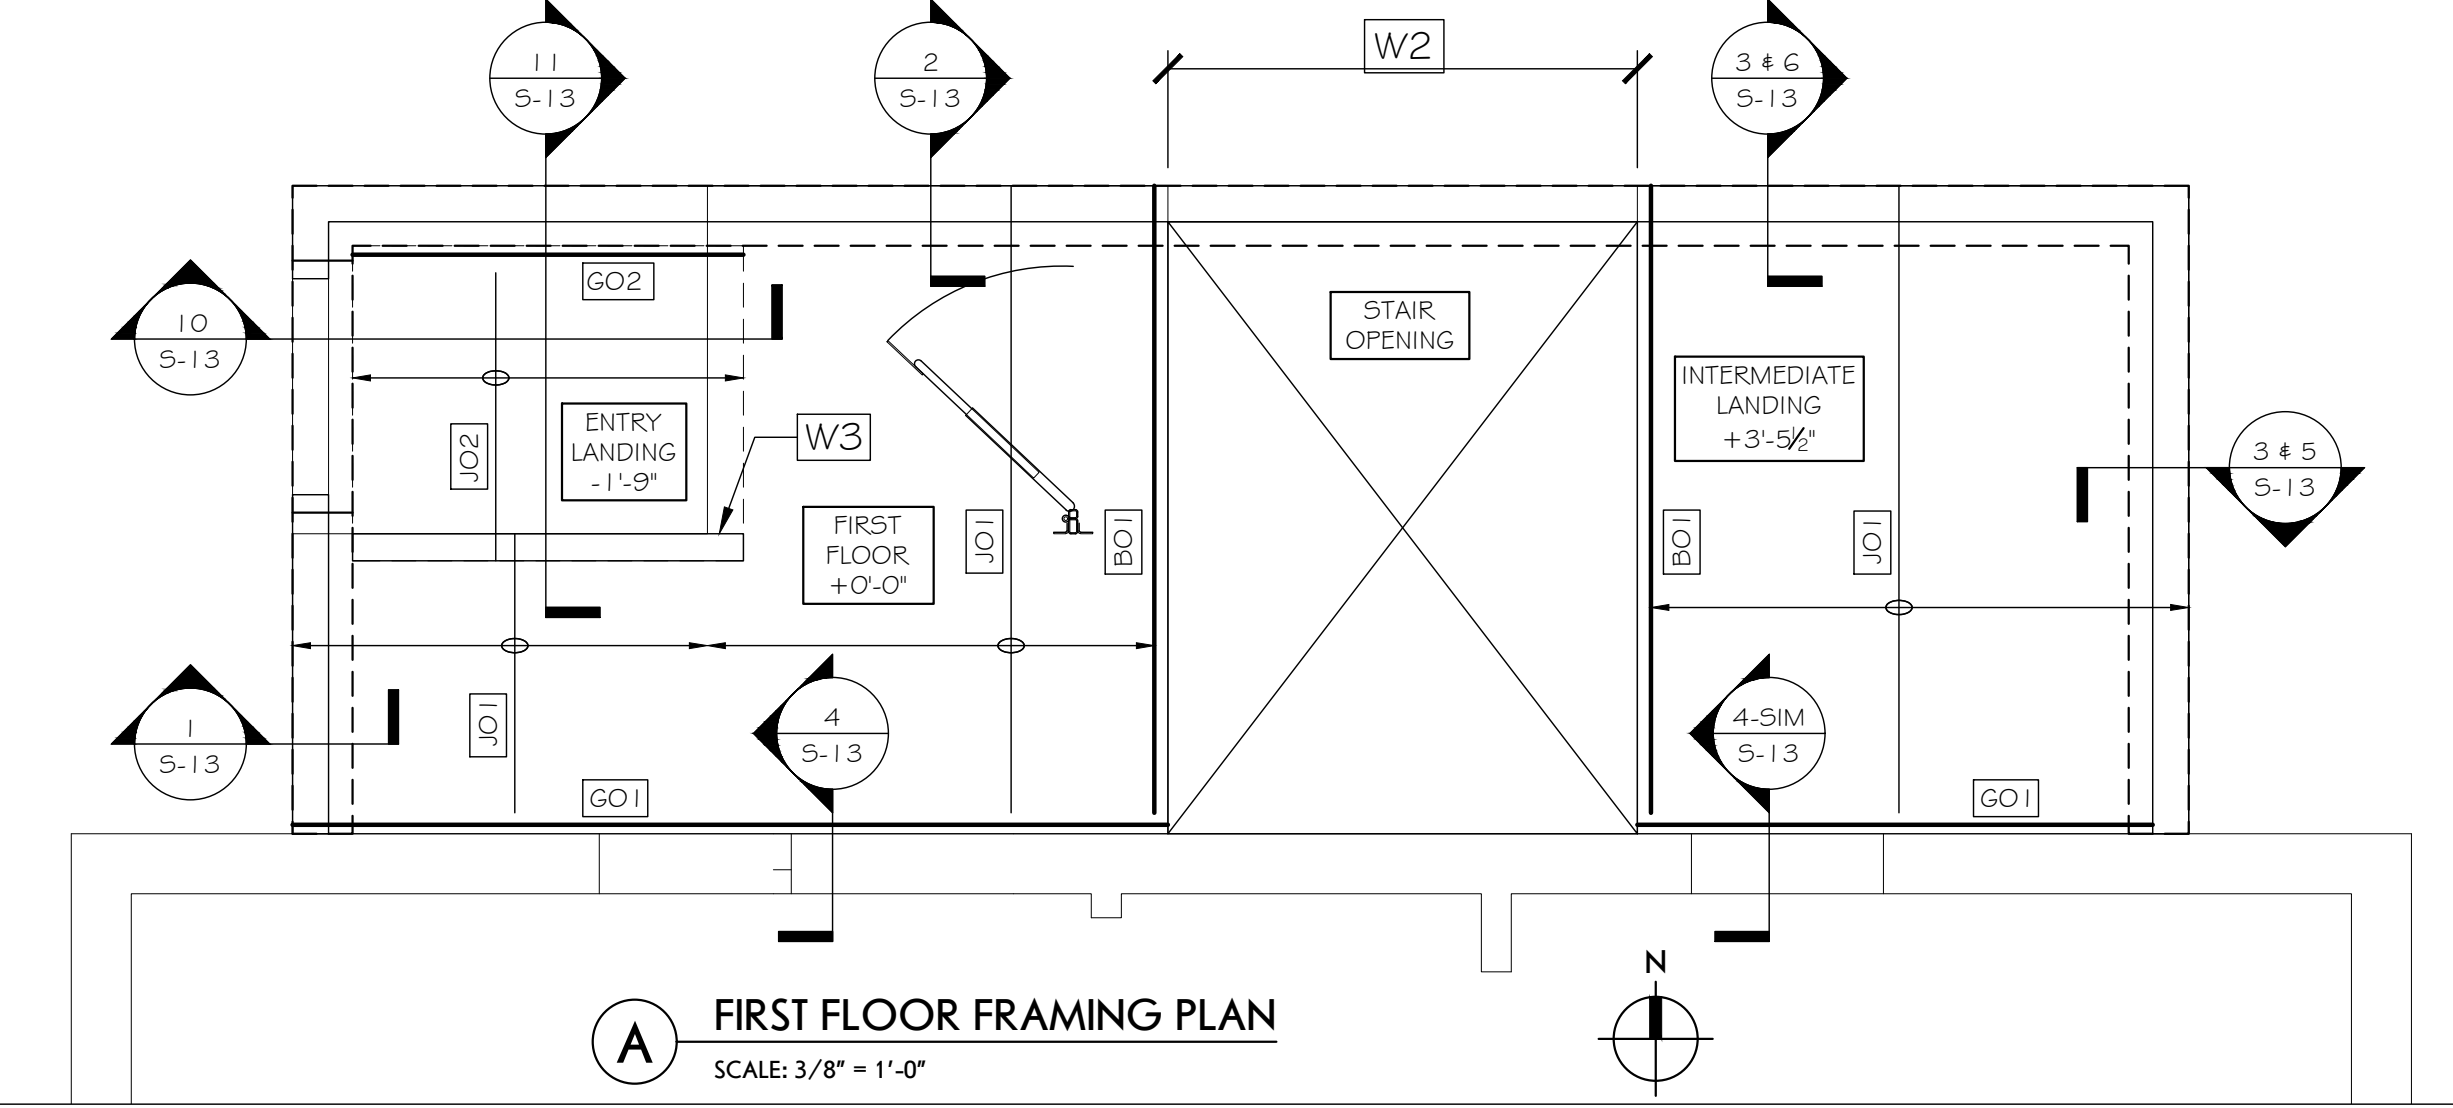 11
S-13
2
S-13
W2
3 & 6
S-13
GO2
10
S-13
STAIR
OPENING
INTERMEDIATE
LANDING
+3'-5½"
ENTRY
LANDING
-1'-9"
JO2
W3
3 & 5
S-13
FIRST
FLOOR
+0'-0"
JO1
BO1
BO1
JO1
1
S-13
JO1
4
S-13
4-SIM
S-13
GO1
GO1
N
A
FIRST FLOOR FRAMING PLAN
SCALE: 3/8" = 1'-0"